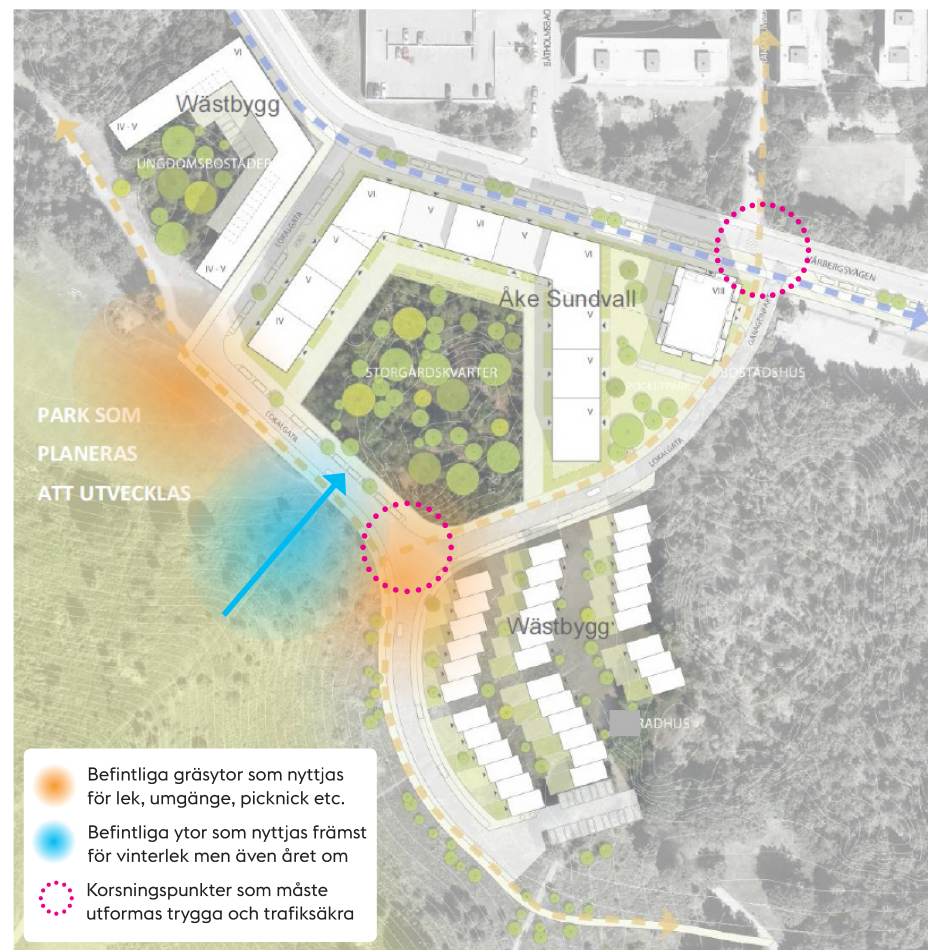 BÄTHOLMSBAC
VI
Wästbygg
IV - V
UNGDOMSBOSTÄDER
LOKALGATA
IV - V
VI
V
VI
V
VI
V
V
IV
Åke Sundvall
V
V
V
VIII
VÅRBERGSVÄGEN
STORGÅRDSKVARTER
BOSTADSHUS
LOKALGATA
LOKALGATA
PARK SOM
PLANERAS
ATT UTVECKLAS
Wästbygg
RADHUS
Befintliga gräsytor som nyttjas
för lek, umgänge, picknick etc.
Befintliga ytor som nyttjas främst
för vinterlek men även året om
Korsningspunkter som måste
utformas trygga och trafiksäkra